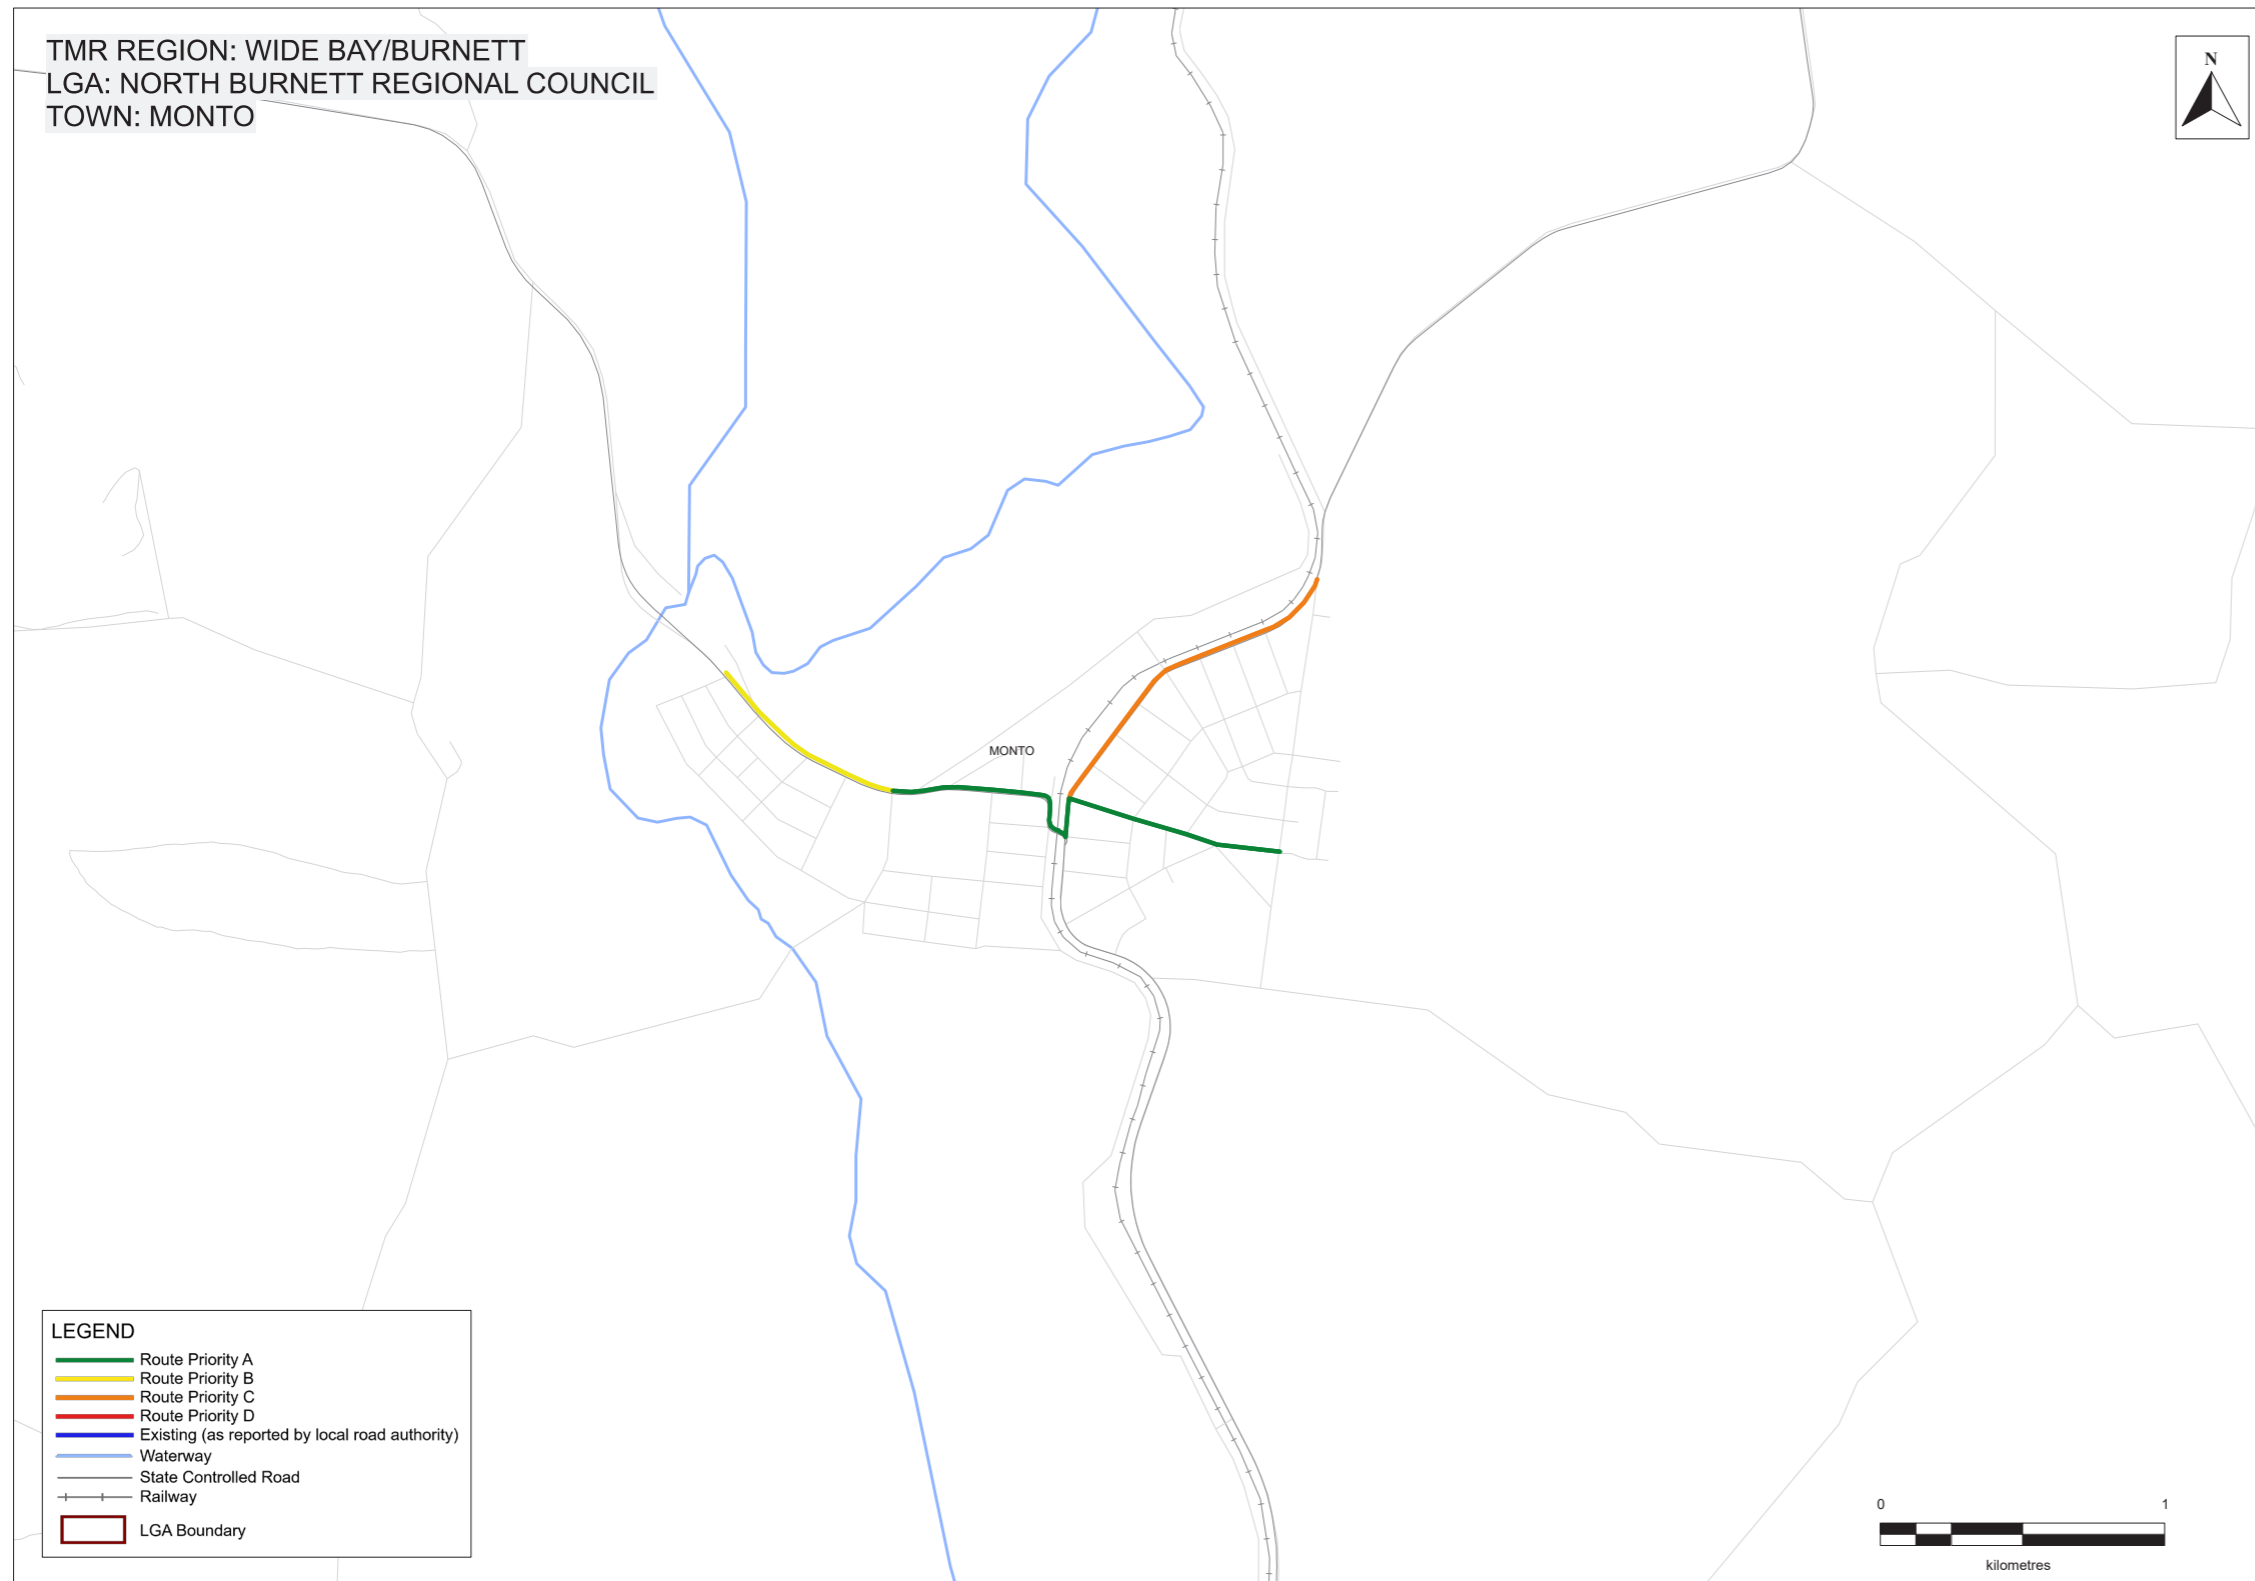 TMR REGION: WIDE BAY/BURNETT
LGA: NORTH BURNETT REGIONAL COUNCIL
TOWN: MONTO
N
MONTO
LEGEND
Route Priority A
Route Priority B
Route Priority C
Route Priority D
Existing (as reported by local road authority)
Waterway
State Controlled Road
Railway
LGA Boundary
0 1
kilometres